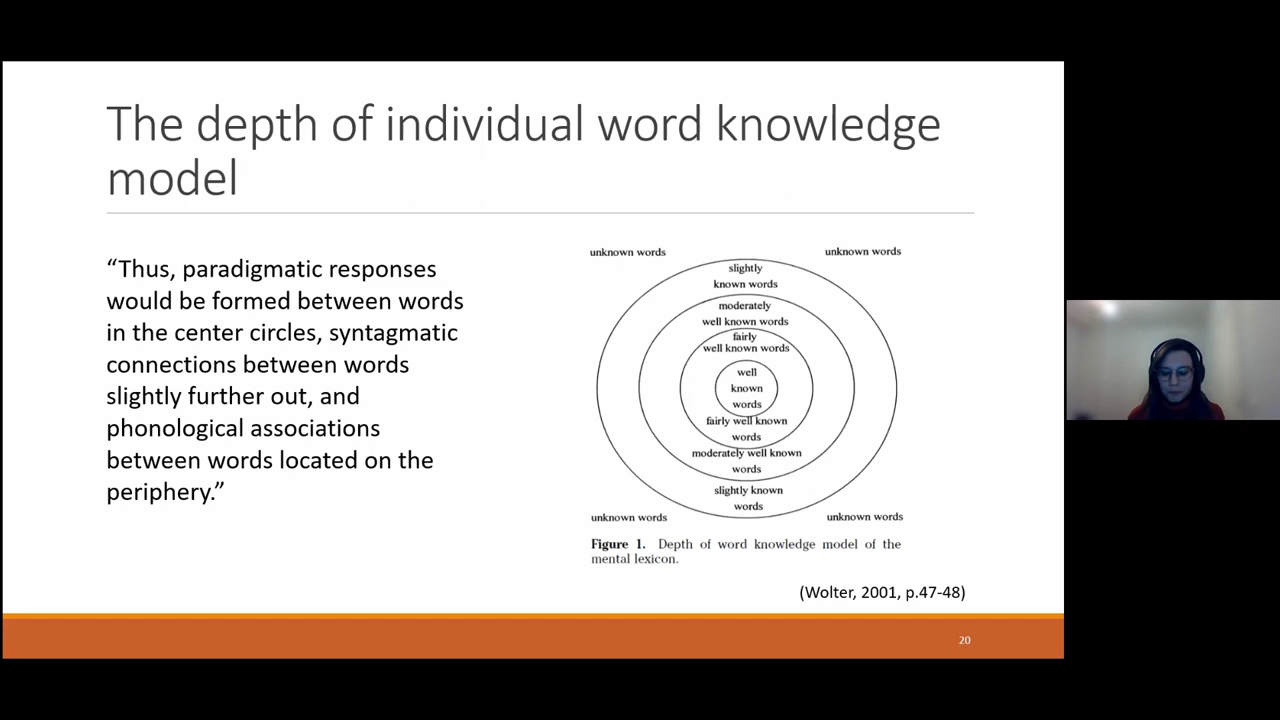 The depth of individual word knowledge
model
“Thus, paradigmatic responses
would be formed between words
in the center circles, syntagmatic
connections between words
slightly further out, and
phonological associations
between words located on the
periphery.”
unknown words
unknown words
slightly
known words
moderately
well known words
fairly
well known words
well
known
words
fairly well known
words
moderately well known
words
slightly known
words
unknown words
unknown words
Figure 1. Depth of word knowledge model of the
mental lexicon.
(Wolter, 2001, p.47-48)
20